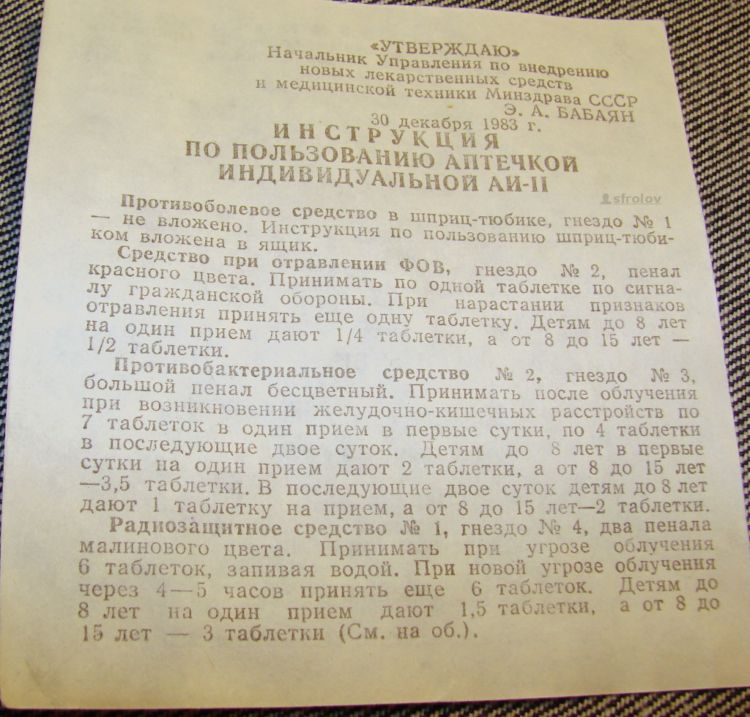 «УТВЕРЖДАЮ»
Начальник Управления по внедрению
новых лекарственных средств
и медицинской техники Минздрава СССР
Э. А. БАБАЯН
30 декабря 1983 г.
ИНСТРУКЦИЯ
ПО ПОЛЬЗОВАНИЮ АПТЕЧКОЙ
ИНДИВИДУАЛЬНОЙ АИ-II
sfrolov
Противоболевое средство в шприц-тюбике, гнездо № 1
— не вложено. Инструкция по пользованию шприц-тюби-
ком вложена в ящик.
Средство при отравлении ФОВ, гнездо № 2, пенал
красного цвета. Принимать по одной таблетке по сигна-
лу гражданской обороны. При нарастании признаков
отравления принять еще одну таблетку. Детям до 8 лет
на один прием дают 1/4 таблетки, а от 8 до 15 лет —
1/2 таблетки.
Противобактериальное средство № 2, гнездо № 3,
большой пенал бесцветный. Принимать после облучения
при возникновении желудочно-кишечных расстройств по
7 таблеток в один прием в первые сутки, по 4 таблетки
в последующие двое суток. Детям до 8 лет в первые
сутки на один прием дают 2 таблетки, а от 8 до 15 лет
—3,5 таблетки. В последующие двое суток детям до 8 лет
дают 1 таблетку на прием, а от 8 до 15 лет—2 таблетки.
Радиозащитное средство № 1, гнездо № 4, два пенала
малинового цвета. Принимать при угрозе облучения
6 таблеток, запивая водой. При новой угрозе облучения
через 4—5 часов принять еще 6 таблеток. Детям до
8 лет на один прием дают 1,5 таблетки, а от 8 до
15 лет — 3 таблетки (См. на об.).